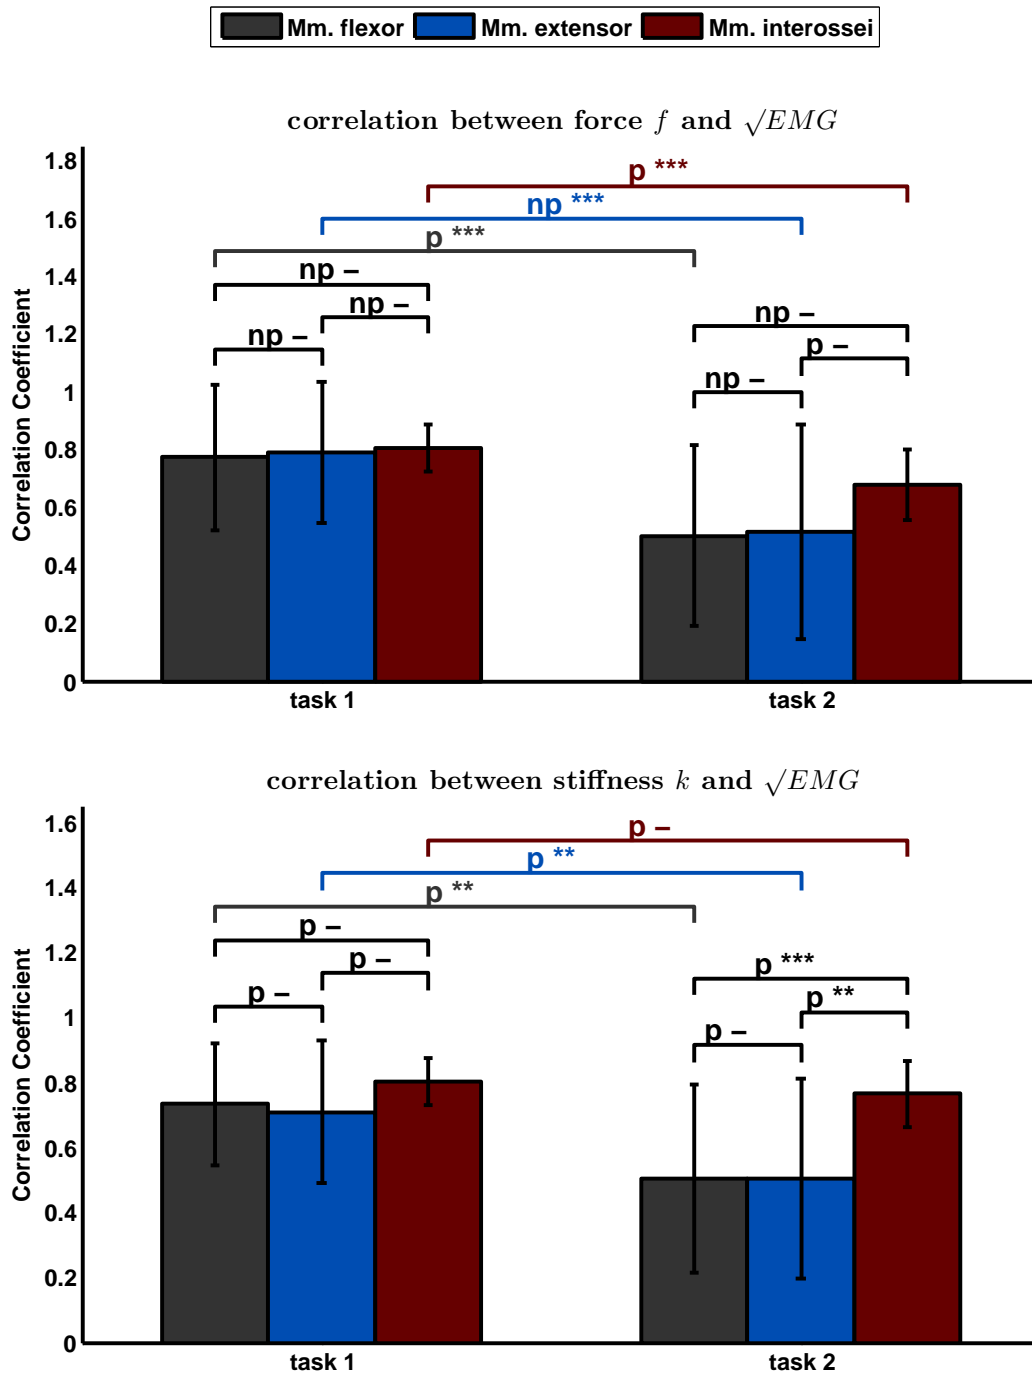 Mm. flexor Mm. extensor Mm. interossei
correlation between force f and √EMG
Correlation Coefficient
1.8
1.6
1.4
1.2
1
0.8
0.6
0.4
0.2
0
p ***
np ***
p ***
np –
np –
np –
np –
p –
np –
task 1 task 2
correlation between stiffness k and √EMG
Correlation Coefficient
1.6
1.4
1.2
1
0.8
0.6
0.4
0.2
0
p –
p **
p **
p –
p –
p –
p ***
p **
p –
task 1 task 2